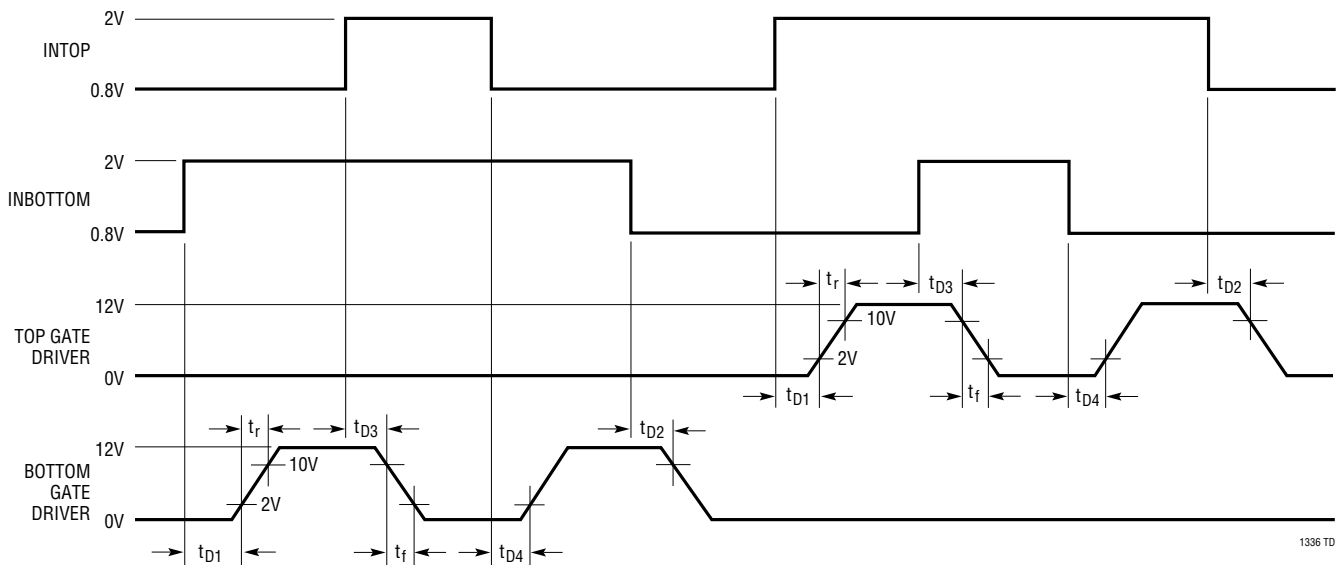 2V
INTOP
0.8V
2V
INBOTTOM
0.8V
tr
tD3
tD2
12V
10V
TOP GATE
DRIVER
2V
0V
tD1
tf
tD4
tr
tD3
tD2
12V
10V
BOTTOM
GATE
DRIVER
2V
0V
tD1
tf
tD4
1336 TD